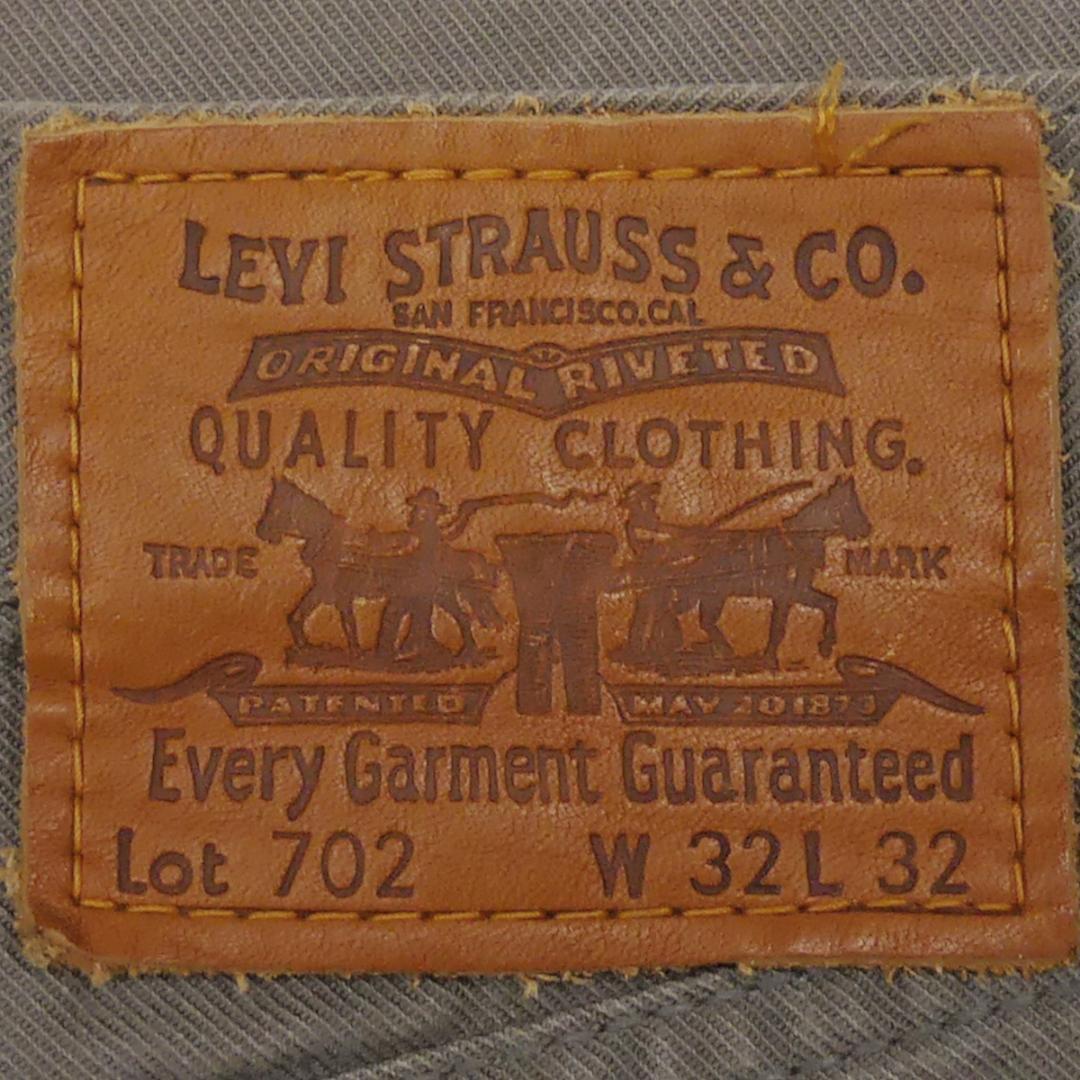 LEVI STRAUSS & CO.
SAN FRANCISCO.CAL
ORIGINAL RIVETED
QUALITY CLOTHING.
TRADE MARK
PATENTED MAY 20 1873
Every Garment Guaranteed
Lot 702 W 32 L 32